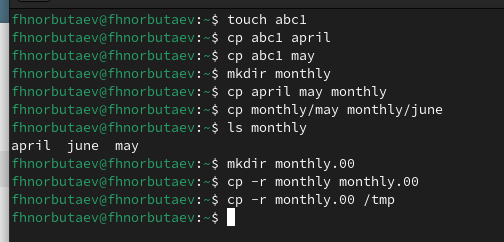 fhnorbutaev@fhnorbutaev:~$ touch abc1
fhnorbutaev@fhnorbutaev:~$ cp abc1 april
fhnorbutaev@fhnorbutaev:~$ cp abc1 may
fhnorbutaev@fhnorbutaev:~$ mkdir monthly
fhnorbutaev@fhnorbutaev:~$ cp april may monthly
fhnorbutaev@fhnorbutaev:~$ cp monthly/may monthly/june
fhnorbutaev@fhnorbutaev:~$ ls monthly
april  june  may
fhnorbutaev@fhnorbutaev:~$ mkdir monthly.00
fhnorbutaev@fhnorbutaev:~$ cp -r monthly monthly.00
fhnorbutaev@fhnorbutaev:~$ cp -r monthly.00 /tmp
fhnorbutaev@fhnorbutaev:~$